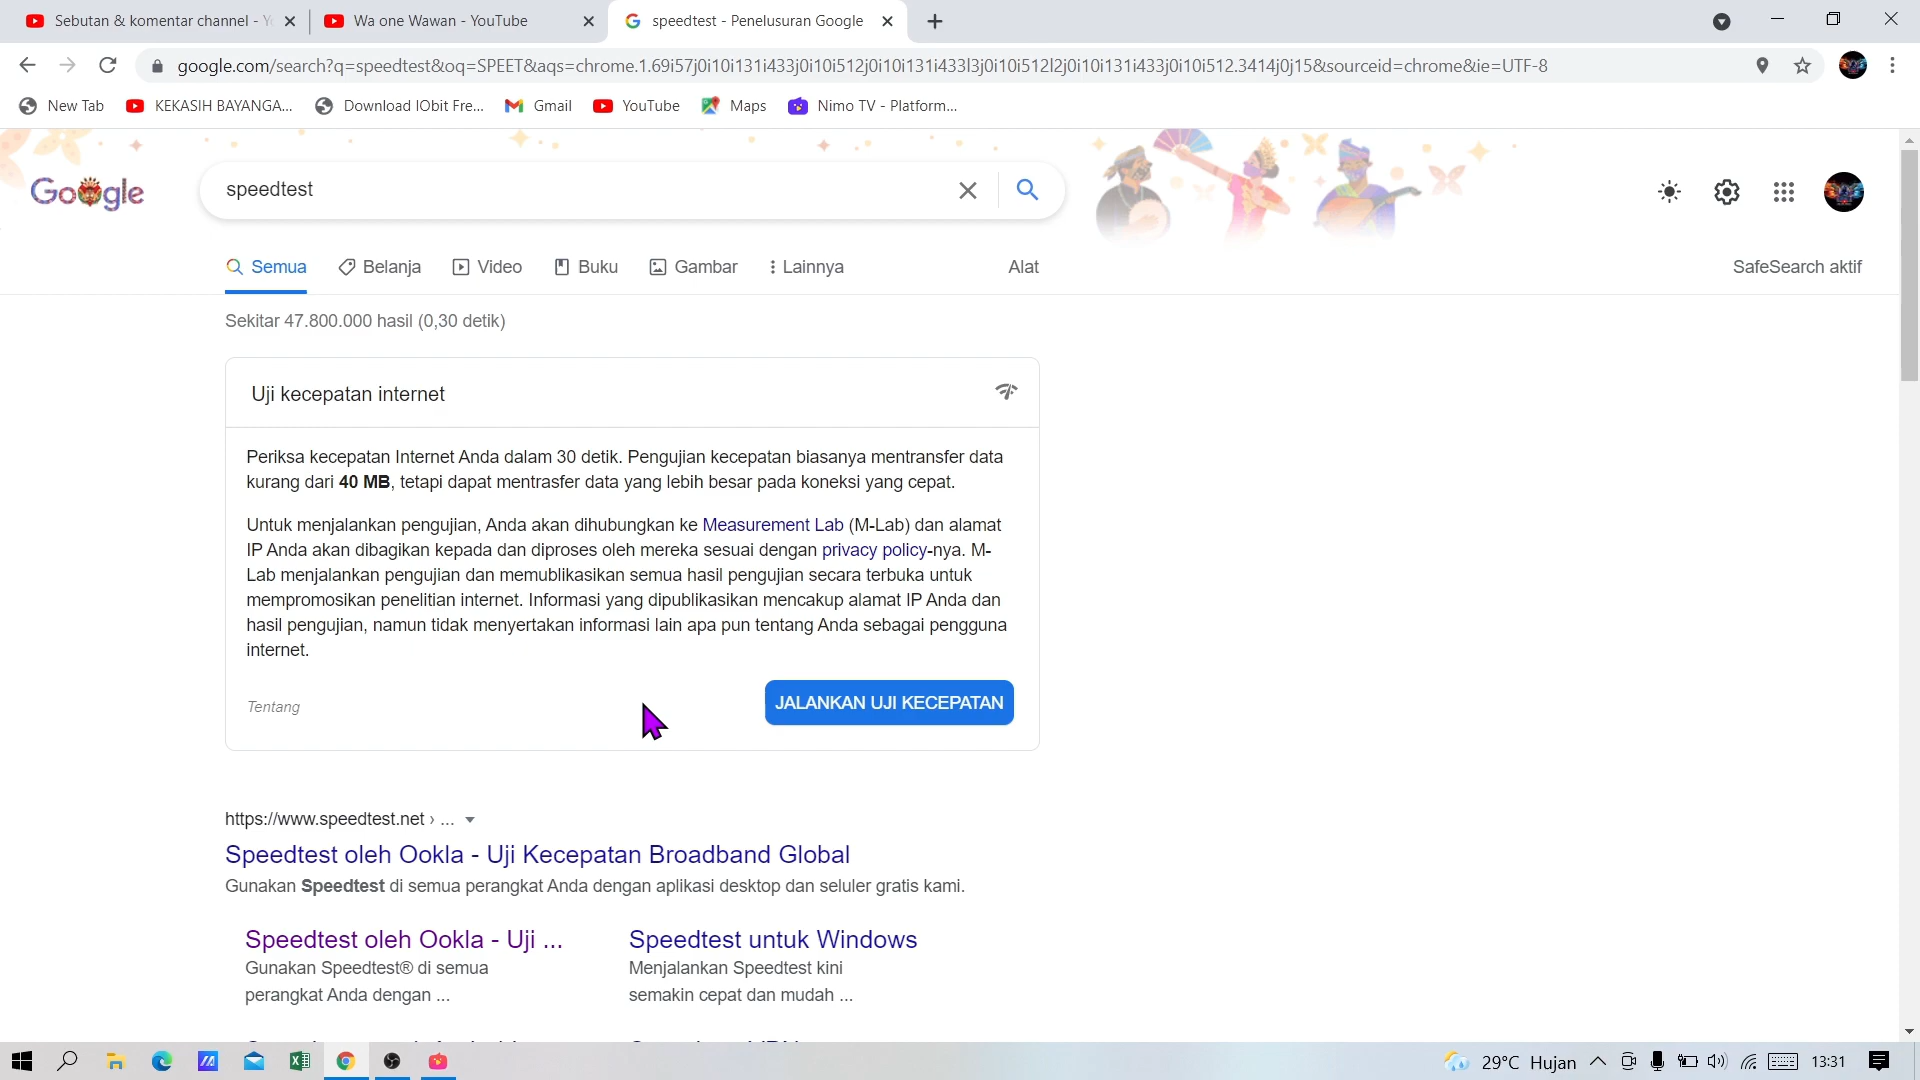 Sebutan & komentar channel - Yo
Wa one Wawan - YouTube
speedtest - Penelusuran Google
google.com/search?q=speedtest&oq=SPEET&aqs=chrome.1.69i57j0i10i131i433j0i10i512j0i10i131i433l3j0i10i512l2j0i10i131i433j0i10i512.3414j0j15&sourceid=chrome&ie=UTF-8
New Tab
KEKASIH BAYANGA...
Download IObit Fre...
Gmail
YouTube
Maps
Nimo TV - Platform...
Google
speedtest
Semua
Belanja
Video
Buku
Gambar
Lainnya
Alat
SafeSearch aktif
Sekitar 47.800.000 hasil (0,30 detik)
Uji kecepatan internet
Periksa kecepatan Internet Anda dalam 30 detik. Pengujian kecepatan biasanya mentransfer data
kurang dari 40 MB, tetapi dapat mentrasfer data yang lebih besar pada koneksi yang cepat.
Untuk menjalankan pengujian, Anda akan dihubungkan ke Measurement Lab (M-Lab) dan alamat
IP Anda akan dibagikan kepada dan diproses oleh mereka sesuai dengan privacy policy-nya. M-
Lab menjalankan pengujian dan memublikasikan semua hasil pengujian secara terbuka untuk
mempromosikan penelitian internet. Informasi yang dipublikasikan mencakup alamat IP Anda dan
hasil pengujian, namun tidak menyertakan informasi lain apa pun tentang Anda sebagai pengguna
internet.
Tentang
JALANKAN UJI KECEPATAN
https://www.speedtest.net › ...
Speedtest oleh Ookla - Uji Kecepatan Broadband Global
Gunakan Speedtest di semua perangkat Anda dengan aplikasi desktop dan seluler gratis kami.
Speedtest oleh Ookla - Uji ...
Gunakan Speedtest® di semua
perangkat Anda dengan ...
Speedtest untuk Windows
Menjalankan Speedtest kini
semakin cepat dan mudah ...
29°C Hujan
13:31